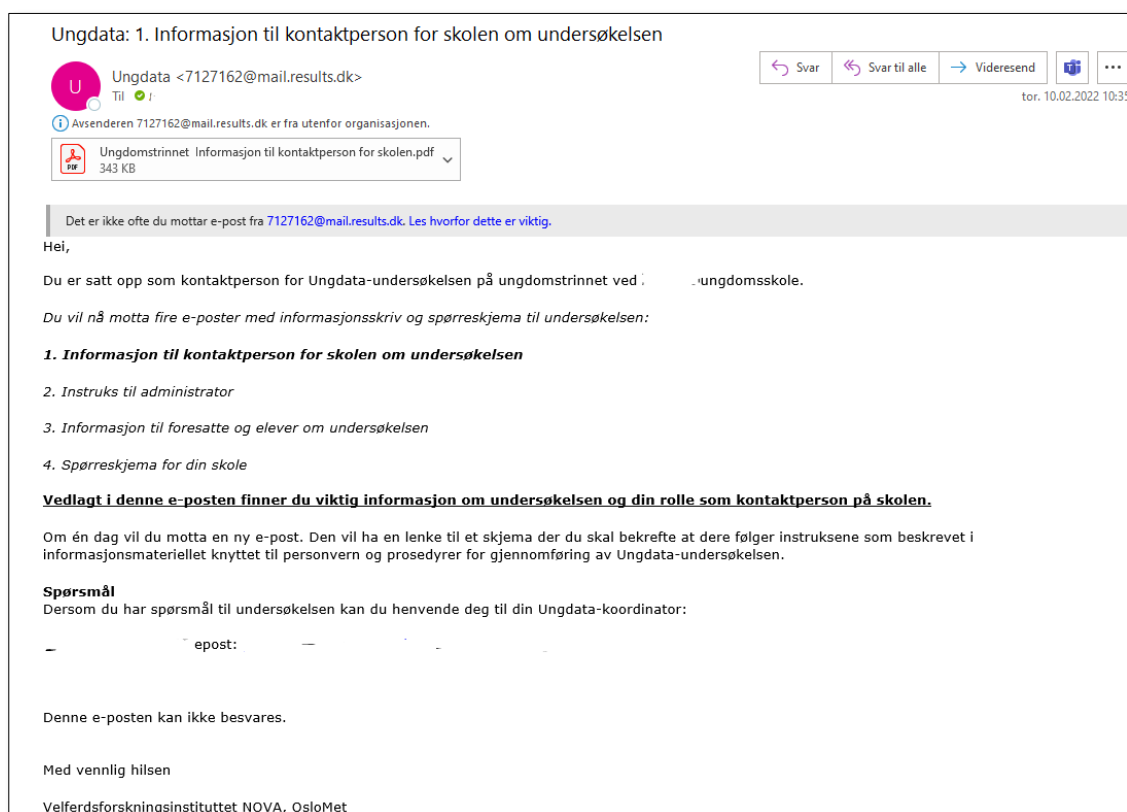 Ungdata: 1. Informasjon til kontaktperson for skolen om undersøkelsen
U
Ungdata <7127162@mail.results.dk>
Til
Svar
Svar til alle
Videresend
tor. 10.02.2022 10:35
Avsenderen 7127162@mail.results.dk er fra utenfor organisasjonen.
PDF
Ungdomstrinnet Informasjon til kontaktperson for skolen.pdf
343 KB
Det er ikke ofte du mottar e-post fra 7127162@mail.results.dk. Les hvorfor dette er viktig.
Hei,
Du er satt opp som kontaktperson for Ungdata-undersøkelsen på ungdomstrinnet ved ungdomsskole.
Du vil nå motta fire e-poster med informasjonsskriv og spørreskjema til undersøkelsen:
1. Informasjon til kontaktperson for skolen om undersøkelsen
2. Instruks til administrator
3. Informasjon til foresatte og elever om undersøkelsen
4. Spørreskjema for din skole
Vedlagt i denne e-posten finner du viktig informasjon om undersøkelsen og din rolle som kontaktperson på skolen.
Om én dag vil du motta en ny e-post. Den vil ha en lenke til et skjema der du skal bekrefte at dere følger instruksene som beskrevet i
informasjonsmateriellet knyttet til personvern og prosedyrer for gjennomføring av Ungdata-undersøkelsen.
Spørsmål
Dersom du har spørsmål til undersøkelsen kan du henvende deg til din Ungdata-koordinator:
epost:
Denne e-posten kan ikke besvares.
Med vennlig hilsen
Velferdsforskningsinstituttet NOVA, OsloMet